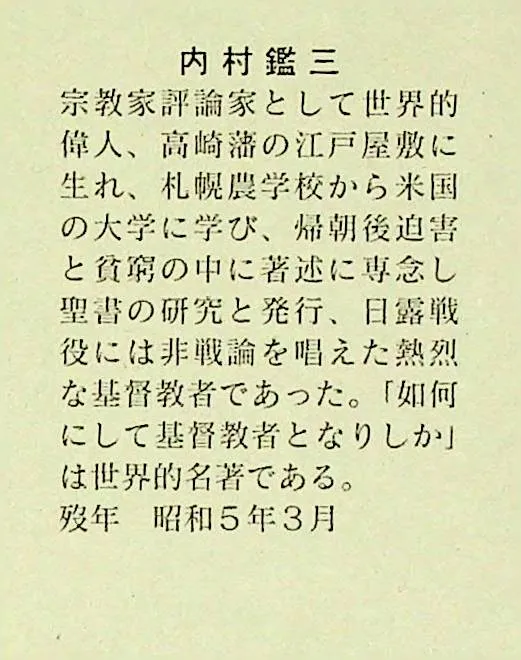 内村鑑三
宗教家評論家として世界的
偉人、高崎藩の江戸屋敷に
生れ、札幌農学校から米国
の大学に学び、帰朝後迫害
と貧窮の中に著述に専念し
聖書の研究と発行、日露戦
役には非戦論を唱えた熱烈
な基督教者であった。「如何
にして基督教者となりしか」
は世界的名著である。
歿年　昭和5年3月